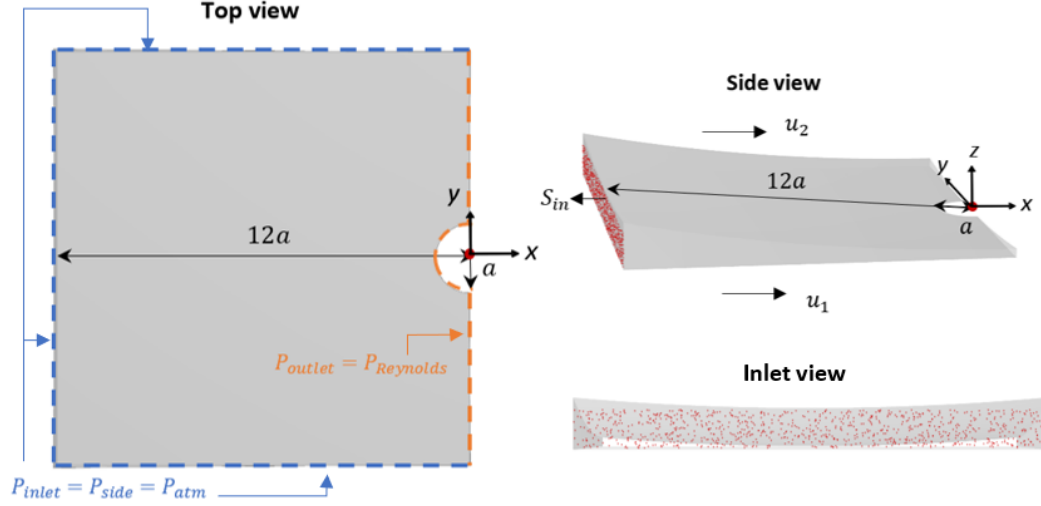 Top view
y
12a
x
a
P_outlet = P_Reynolds
P_inlet = P_side = P_atm
Side view
u_2
z
y
12a
S_in
x
a
u_1
Inlet view